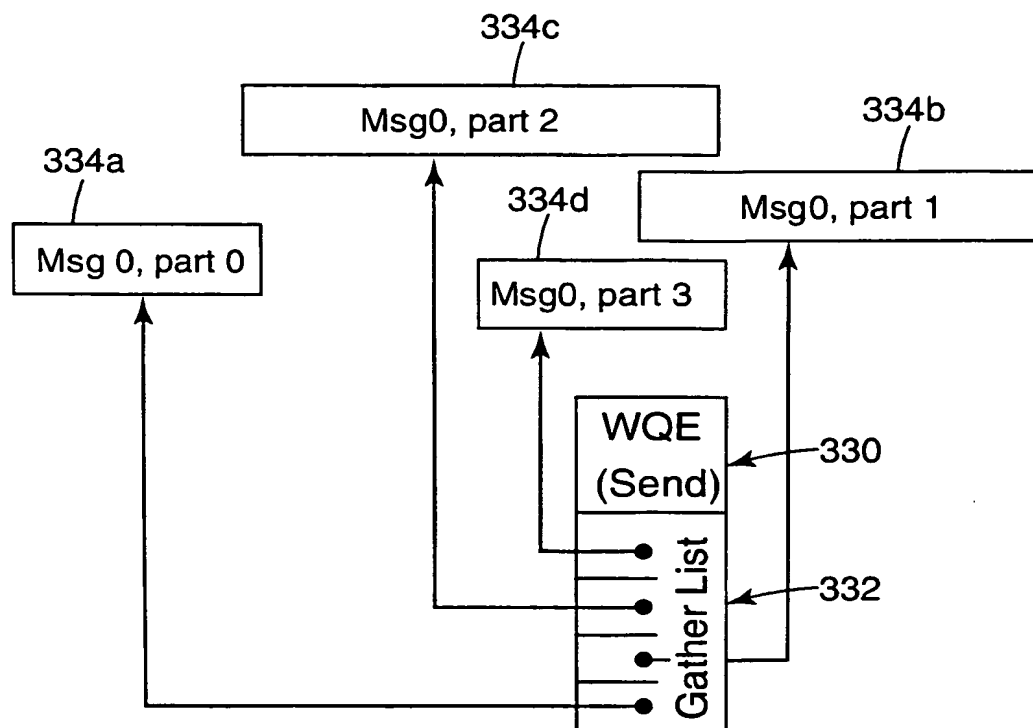 334c
Msg0, part 2
334b
Msg0, part 1
334a
Msg 0, part 0
334d
Msg0, part 3
WQE
(Send)
330
Gather List
332